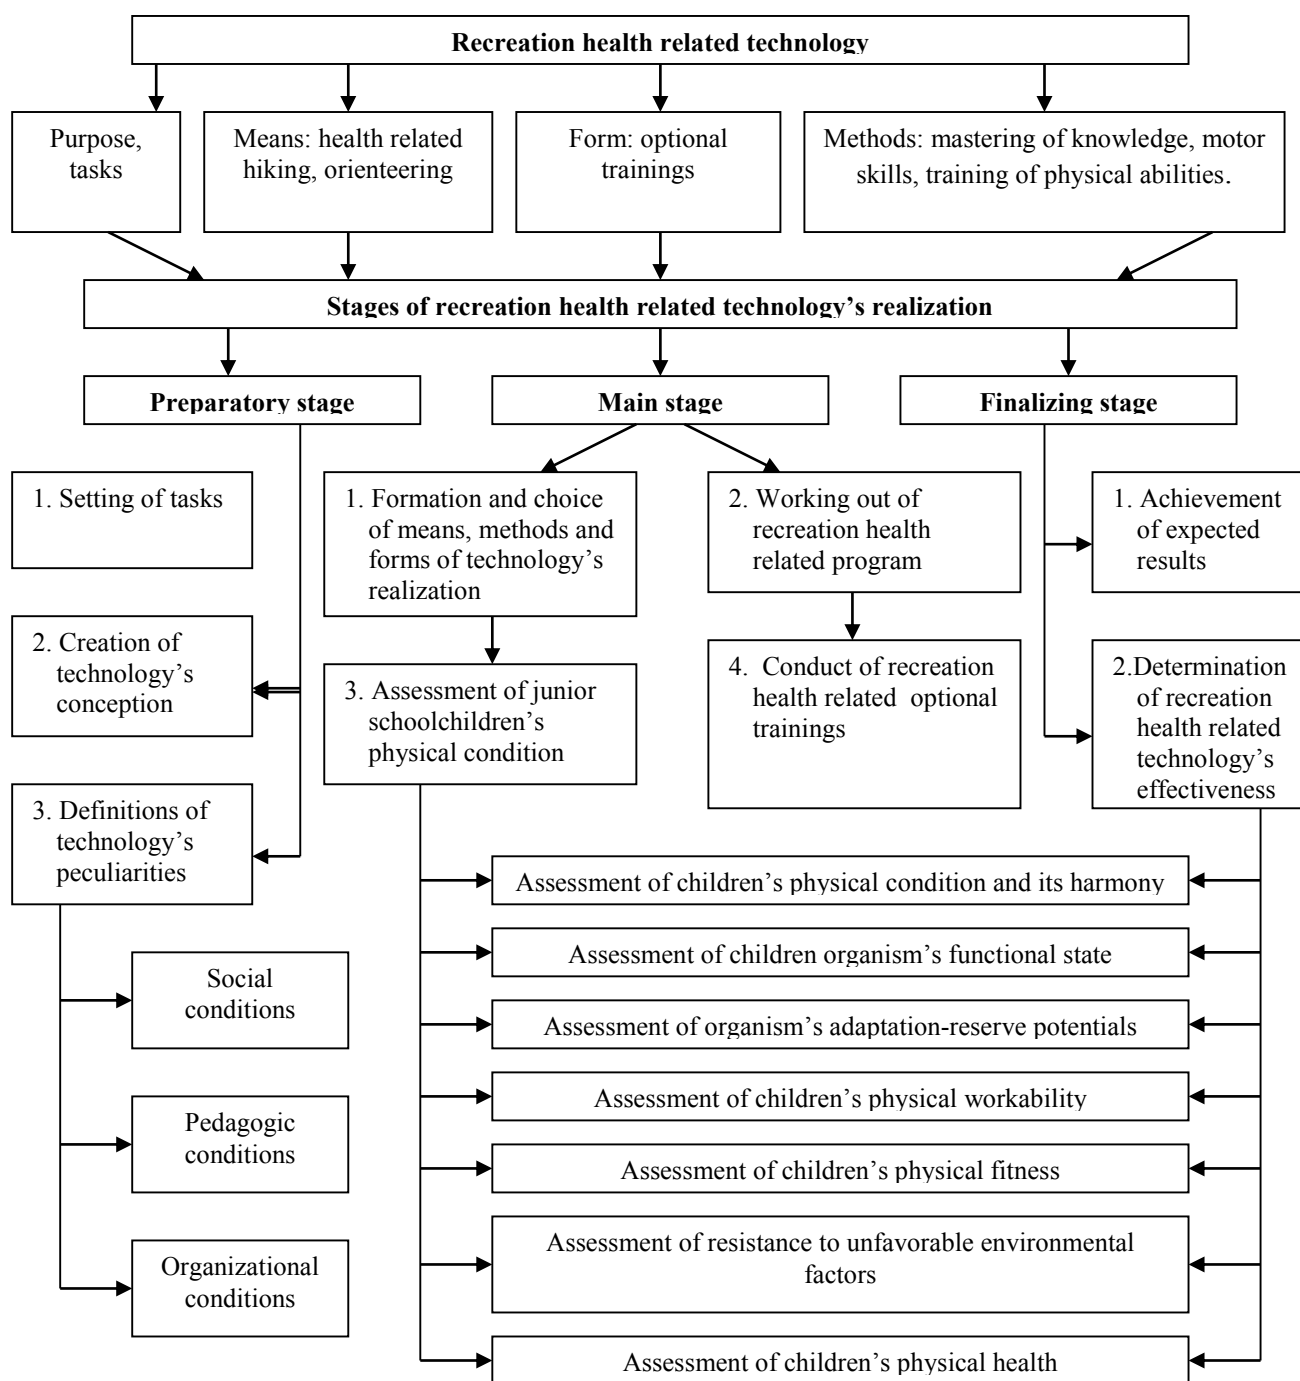 Recreation health related technology
Purpose,
tasks
Means: health related
hiking, orienteering
Form: optional
trainings
Methods: mastering of knowledge, motor
skills, training of physical abilities.
Stages of recreation health related technology’s realization
Preparatory stage
Main stage
Finalizing stage
1. Setting of tasks
2. Creation of
technology’s
conception
3. Definitions of
technology’s
peculiarities
Social
conditions
Pedagogic
conditions
Organizational
conditions
1. Formation and choice
of means, methods and
forms of technology’s
realization
2. Working out of
recreation health
related program
3. Assessment of junior
schoolchildren’s
physical condition
4. Conduct of recreation
health related optional
trainings
1. Achievement
of expected
results
2.Determination
of recreation
health related
technology’s
effectiveness
Assessment of children’s physical condition and its harmony
Assessment of children organism’s functional state
Assessment of organism’s adaptation-reserve potentials
Assessment of children’s physical workability
Assessment of children’s physical fitness
Assessment of resistance to unfavorable environmental
factors
Assessment of children’s physical health